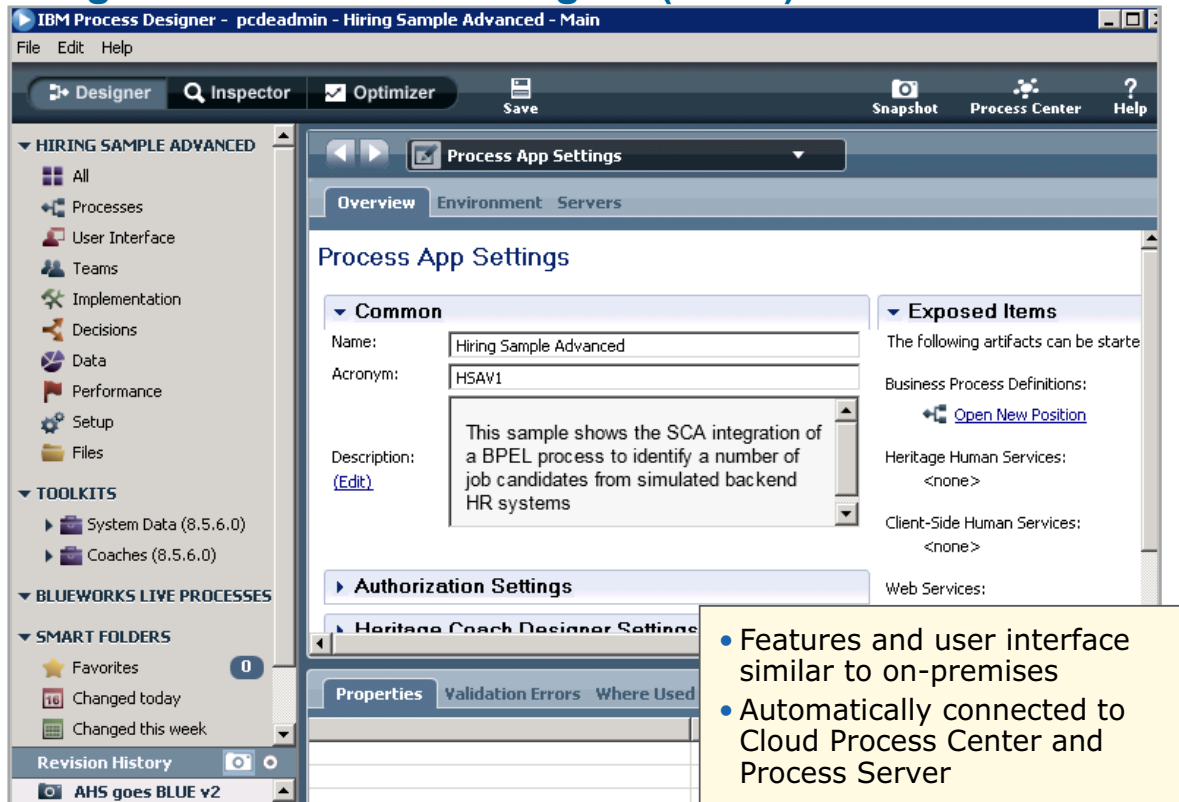 IBM Process Designer - pcdeadmin - Hiring Sample Advanced - Main
File Edit Help
Designer Inspector Optimizer Save Snapshot Process Center Help
HIRING SAMPLE ADVANCED
All
Processes
User Interface
Teams
Implementation
Decisions
Data
Performance
Setup
Files
TOOLKITS
System Data (8.5.6.0)
Coaches (8.5.6.0)
BLUEWORKS LIVE PROCESSES
SMART FOLDERS
Favorites 0
Changed today
Changed this week
Revision History
AHS goes BLUE v2
Process App Settings
Overview Environment Servers
Process App Settings
Common
Name: Hiring Sample Advanced
Acronym: HSAV1
Description:
(Edit)
This sample shows the SCA integration of
a BPEL process to identify a number of
job candidates from simulated backend
HR systems
Authorization Settings
Heritage Coach Designer Settings
Exposed Items
The following artifacts can be starte
Business Process Definitions:
Open New Position
Heritage Human Services:
<none>
Client-Side Human Services:
<none>
Web Services:
Properties Validation Errors Where Used
• Features and user interface
similar to on-premises
• Automatically connected to
Cloud Process Center and
Process Server